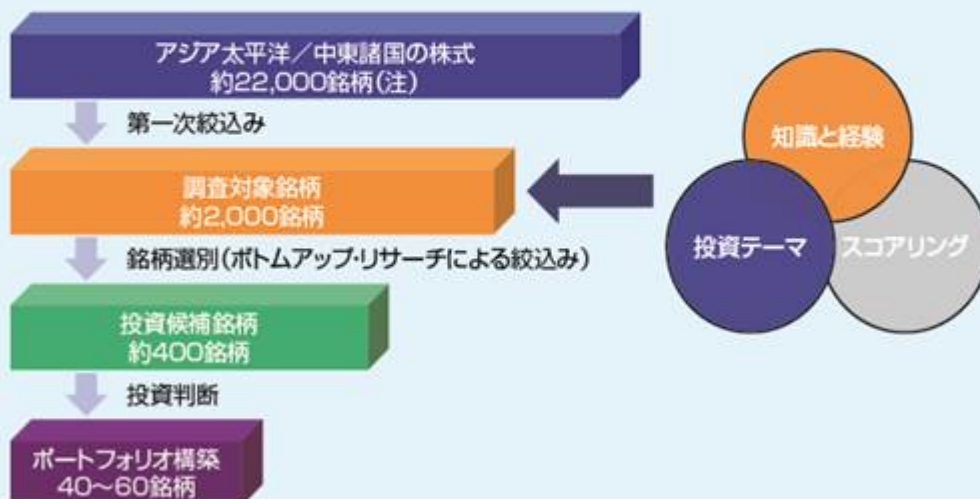 アジア太平洋／中東諸国の株式
約22,000銘柄(注)
第一次絞込み
調査対象銘柄
約2,000銘柄
銘柄選別(ボトムアップ・リサーチによる絞込み)
投資候補銘柄
約400銘柄
投資判断
ポートフォリオ構築
40〜60銘柄
知識と経験
投資テーマ
スコアリング